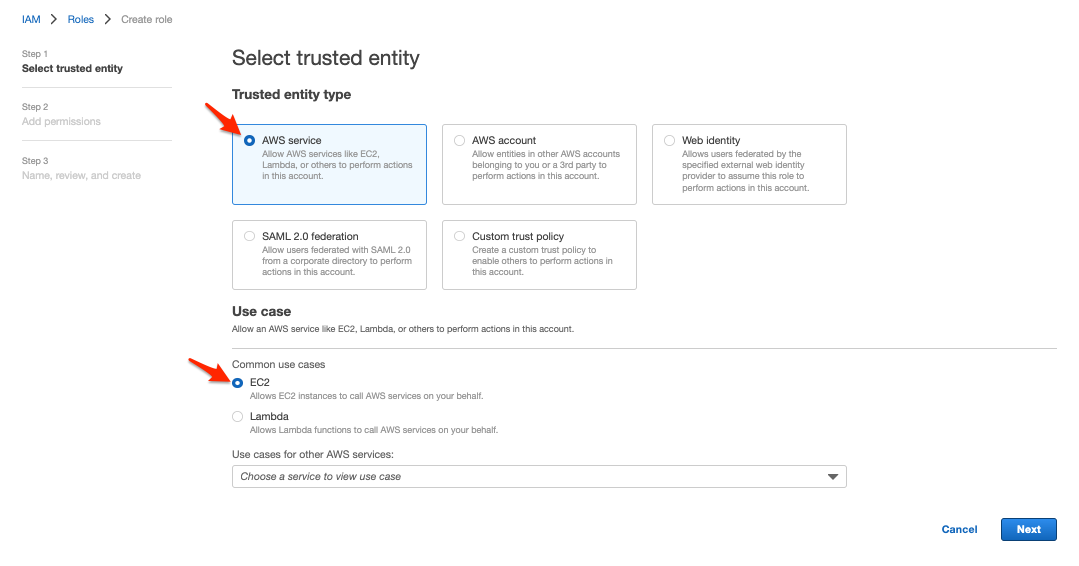 IAM > Roles > Create role
Step 1
Select trusted entity
Step 2
Add permissions
Step 3
Name, review, and create
Select trusted entity
Trusted entity type
AWS service
Allow AWS services like EC2,
Lambda, or others to perform actions
in this account.
AWS account
Allow entities in other AWS accounts
belonging to you or a 3rd party to
perform actions in this account.
Web identity
Allows users federated by the
specified external web identity
provider to assume this role to
perform actions in this account.
SAML 2.0 federation
Allow users federated with SAML 2.0
from a corporate directory to perform
actions in this account.
Custom trust policy
Create a custom trust policy to
enable others to perform actions in
this account.
Use case
Allow an AWS service like EC2, Lambda, or others to perform actions in this account.
Common use cases
EC2
Allows EC2 instances to call AWS services on your behalf.
Lambda
Allows Lambda functions to call AWS services on your behalf.
Use cases for other AWS services:
Choose a service to view use case
Cancel
Next